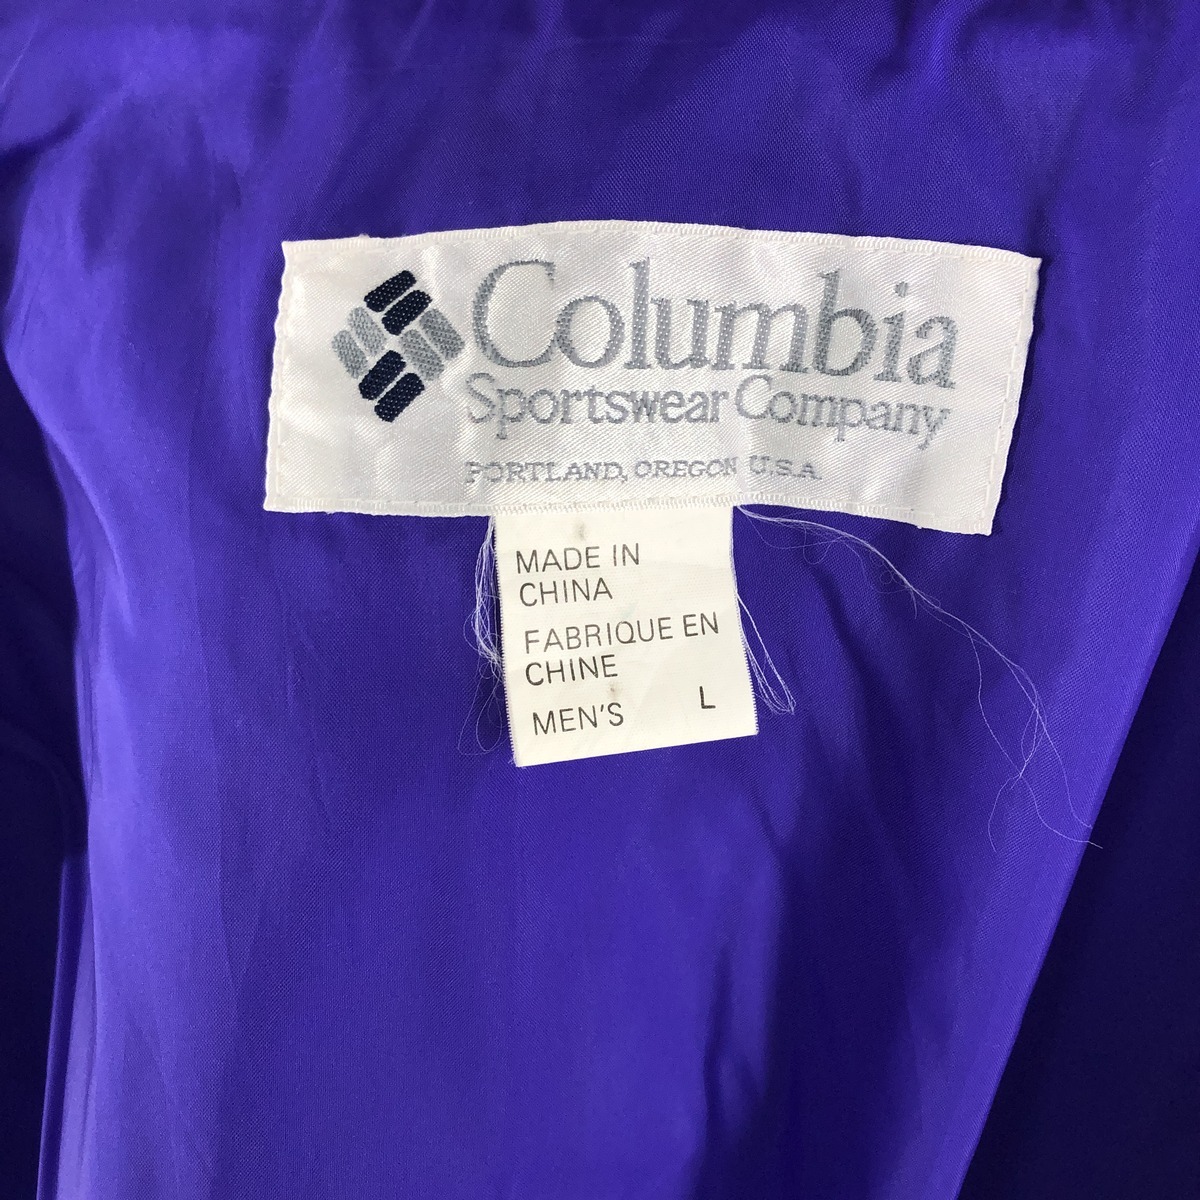 Columbia
Sportswear Company
PORTLAND, OREGON U.S.A.
MADE IN
CHINA
FABRIQUE EN
CHINE
MEN'S L